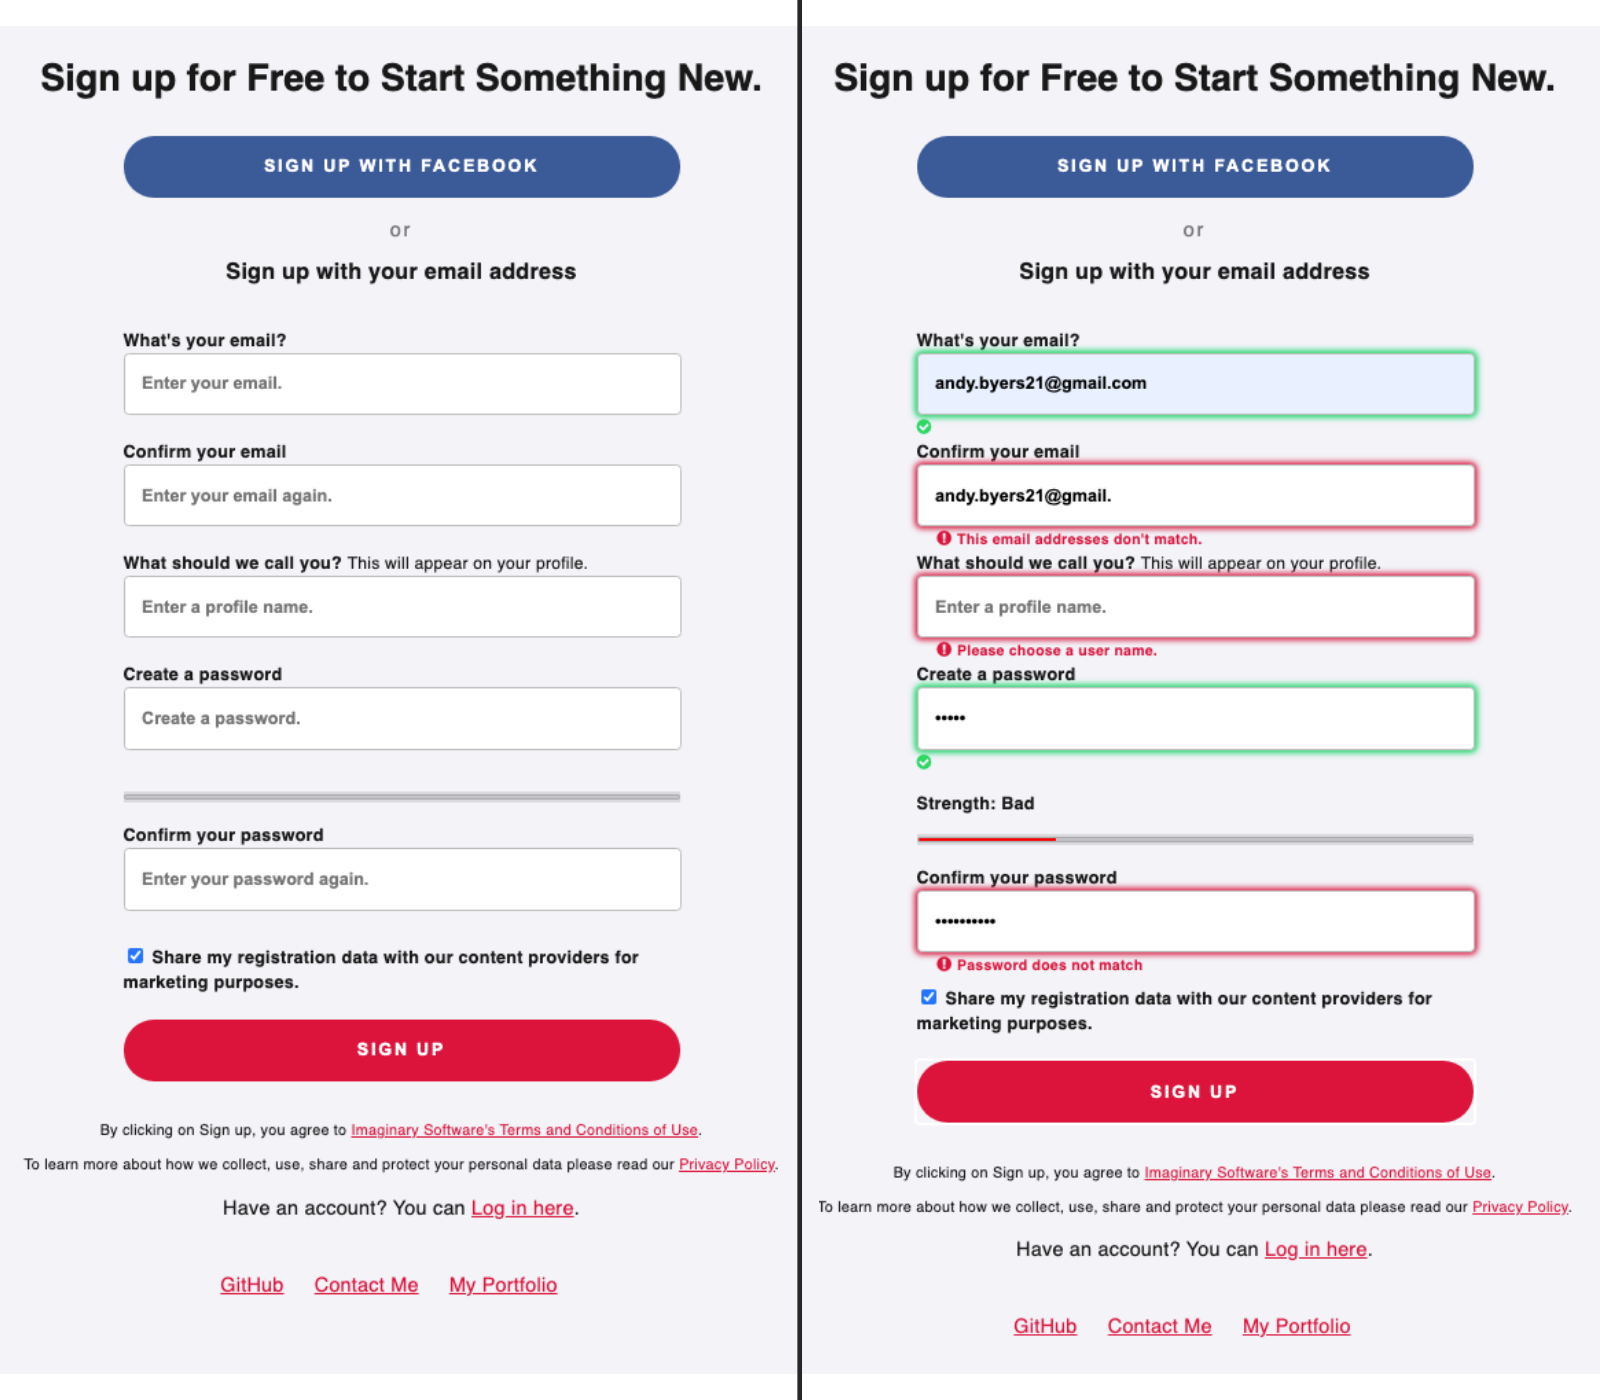 Sign up for Free to Start Something New.
SIGN UP WITH FACEBOOK
or
Sign up with your email address
What's your email?
Enter your email.
Confirm your email
Enter your email again.
What should we call you? This will appear on your profile.
Enter a profile name.
Create a password
Create a password.
Confirm your password
Enter your password again.
Share my registration data with our content providers for
marketing purposes.
SIGN UP
By clicking on Sign up, you agree to Imaginary Software's Terms and Conditions of Use.
To learn more about how we collect, use, share and protect your personal data please read our Privacy Policy.
Have an account? You can Log in here.
GitHub Contact Me My Portfolio
Sign up for Free to Start Something New.
SIGN UP WITH FACEBOOK
or
Sign up with your email address
What's your email?
andy.byers21@gmail.com
Confirm your email
andy.byers21@gmail.
This email addresses don't match.
What should we call you? This will appear on your profile.
Enter a profile name.
Please choose a user name.
Create a password
•••••
Strength: Bad
Confirm your password
••••••••••
Password does not match
Share my registration data with our content providers for
marketing purposes.
SIGN UP
By clicking on Sign up, you agree to Imaginary Software's Terms and Conditions of Use.
To learn more about how we collect, use, share and protect your personal data please read our Privacy Policy.
Have an account? You can Log in here.
GitHub Contact Me My Portfolio